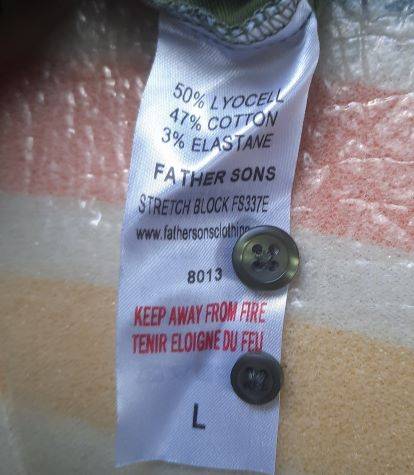 50% LYOCELL
47% COTTON
3% ELASTANE
FATHER SONS
STRETCH BLOCK FS337E
www.fathersonsclothing
8013
KEEP AWAY FROM FIRE
TENIR ELOIGNE DU FEU
L